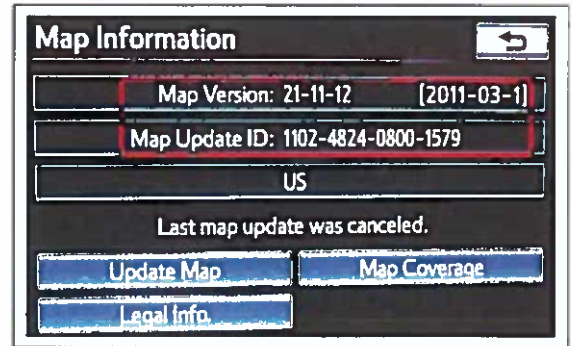 Map Information
Map Version: 21-11-12 [2011-03-1]
Map Update ID: 1102-4824-0800-1579
US
Last map update was canceled.
Update Map Map Coverage
Legal Info.